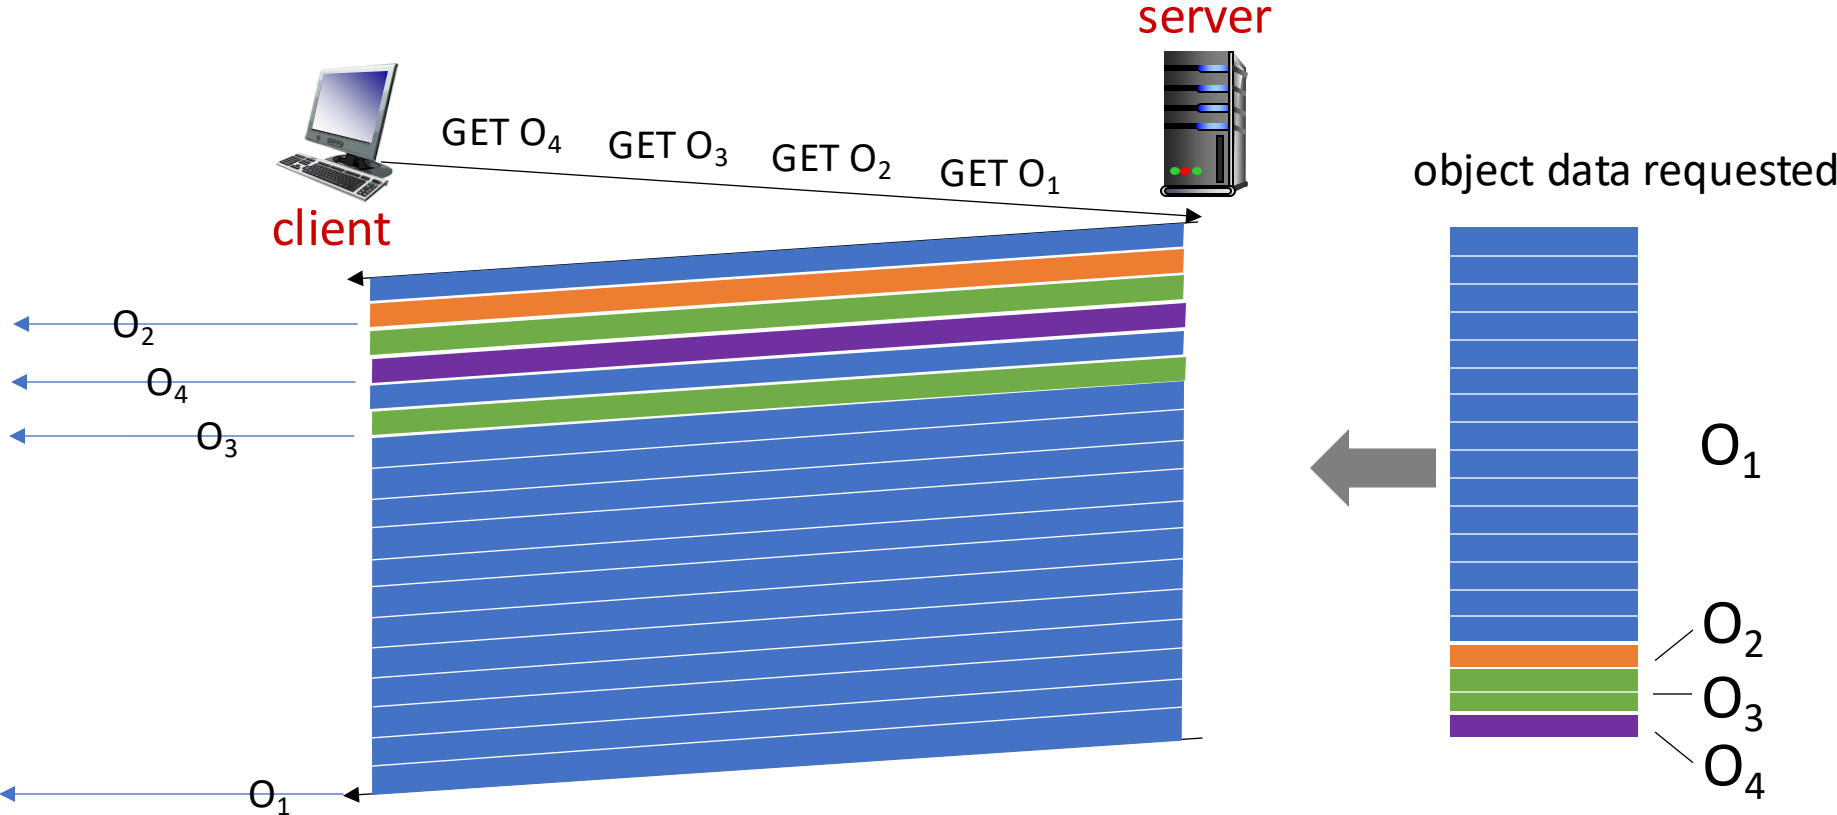 server
GET O₄
GET O₃
GET O₂
GET O₁
object data requested
client
O₂
O₄
O₃
O₁
O₁
O₂
O₃
O₄